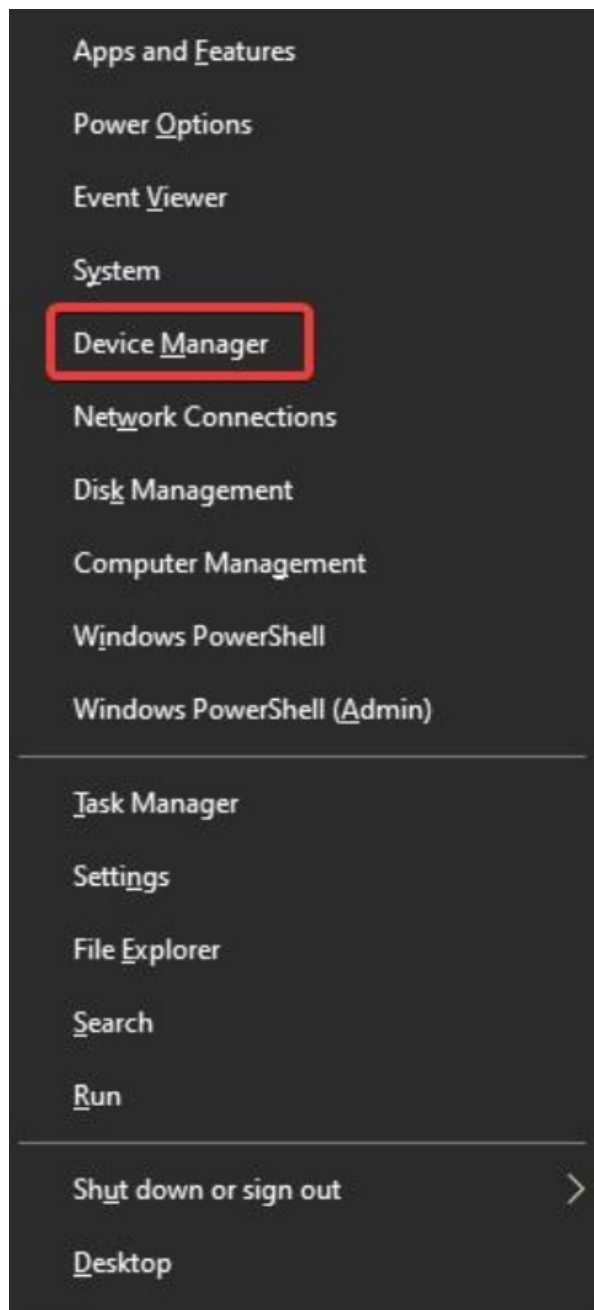 Apps and Features
Power Options
Event Viewer
System
Device Manager
Network Connections
Disk Management
Computer Management
Windows PowerShell
Windows PowerShell (Admin)
Task Manager
Settings
File Explorer
Search
Run
Shut down or sign out
Desktop